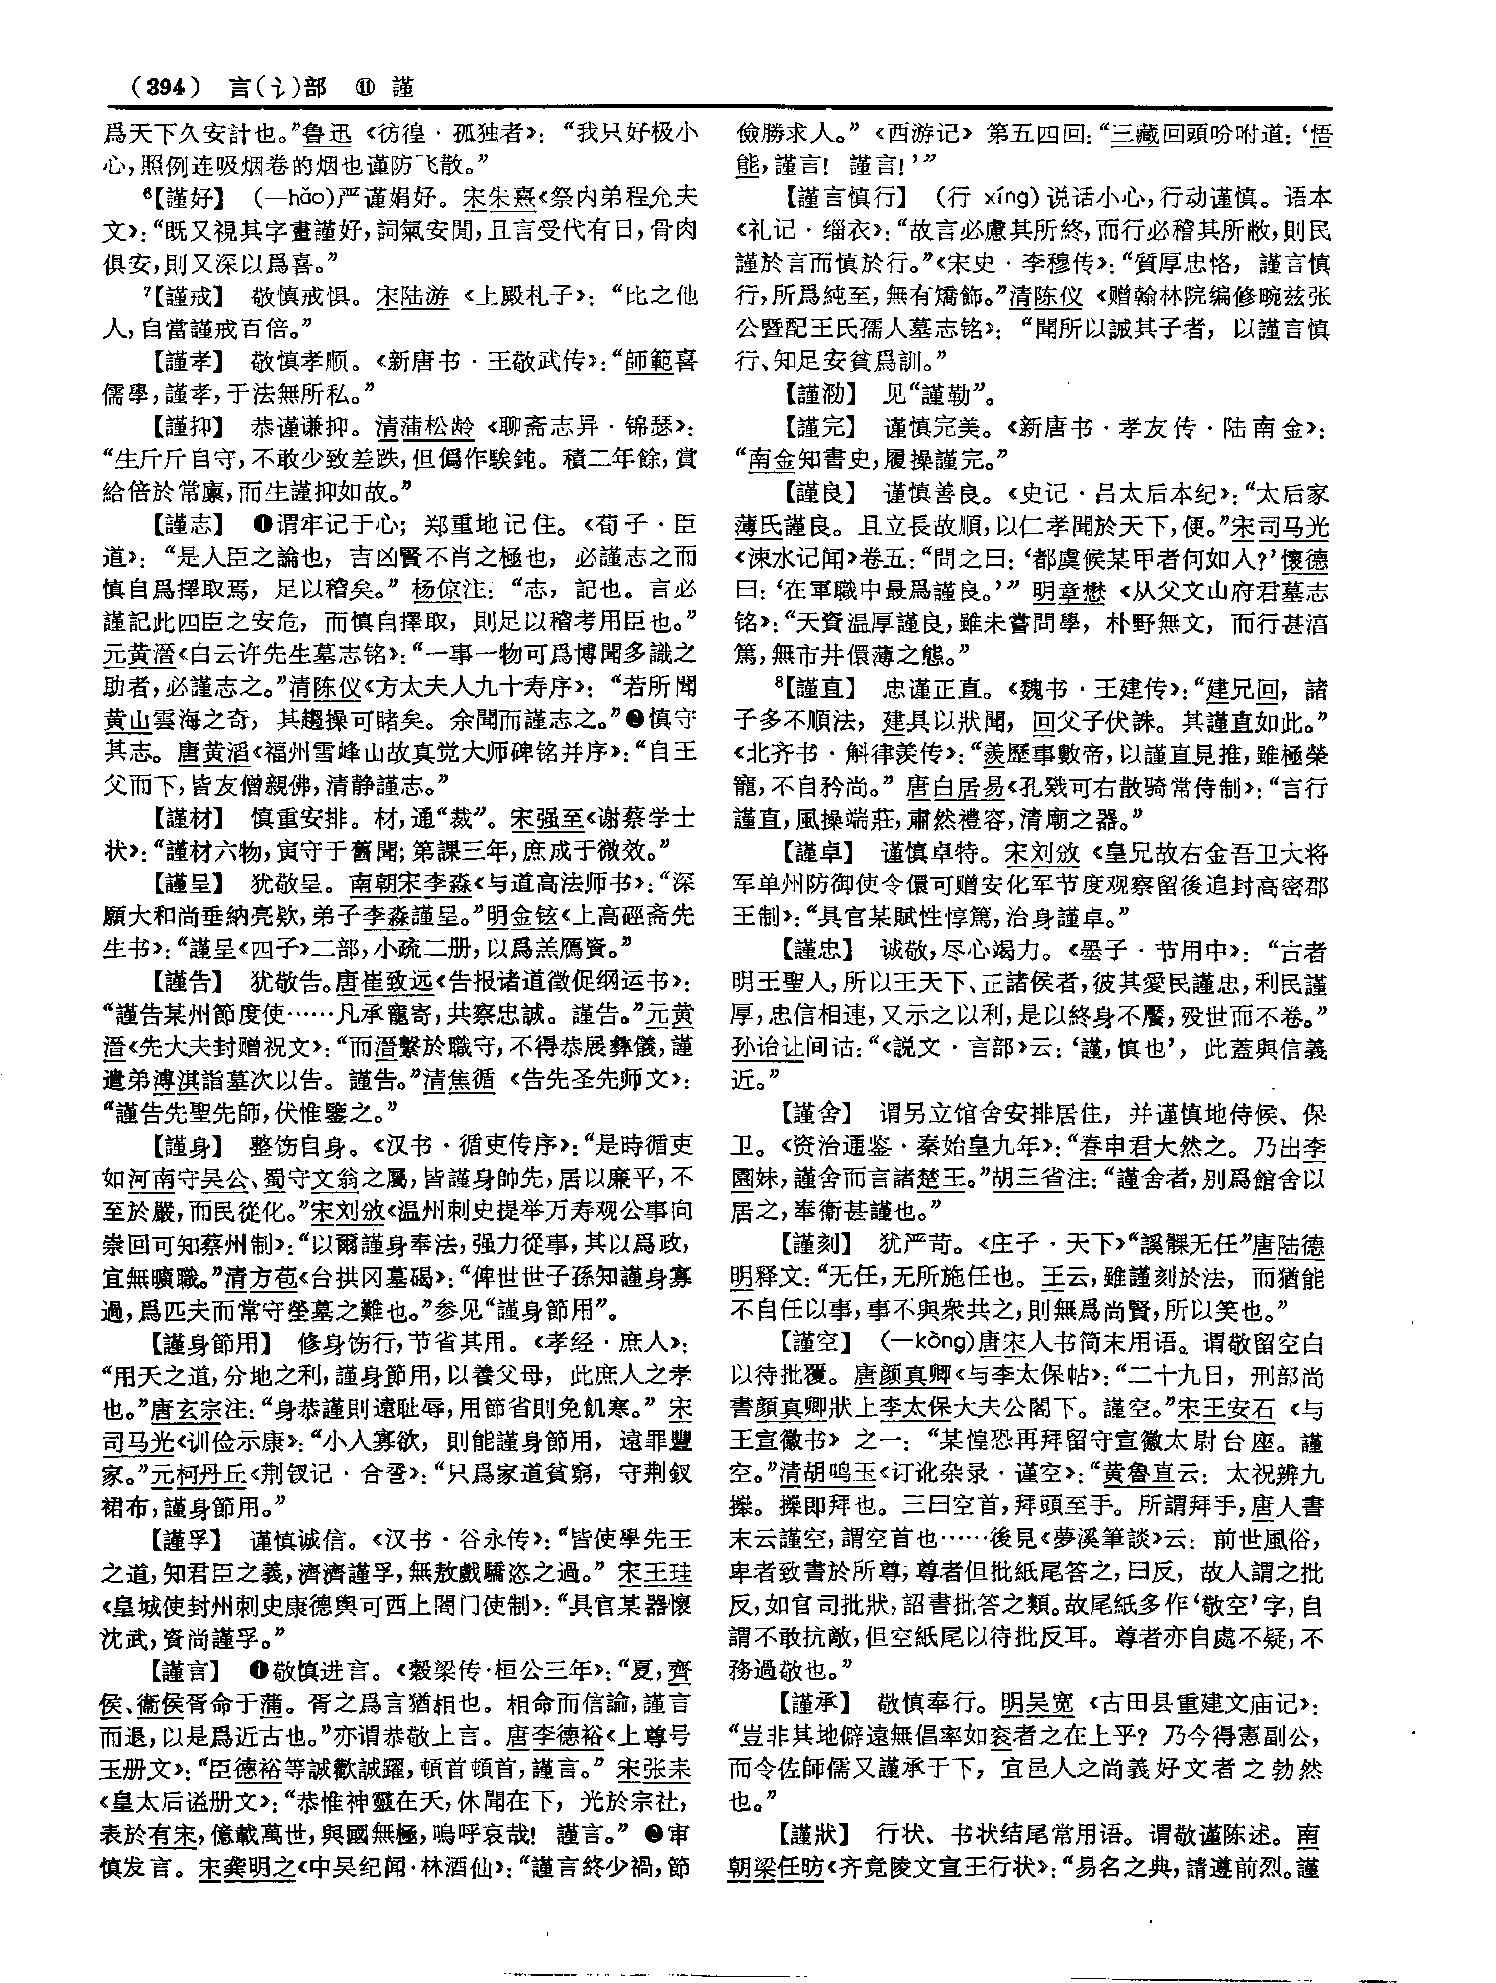 （394） 言(讠)部 ⑪ 謹
爲天下久安計也。”鲁迅《彷徨·孤独者》：“我只好极小
心，照例连吸烟卷的烟也谨防飞散。”
⁶【謹好】 (—hǎo)严谨娟好。宋朱熹《祭内弟程允夫
文》：“既又視其字畫謹好，詞氣安閒，且言受代有日，骨肉
俱安，則又深以爲喜。”
⁷【謹戒】 敬慎戒惧。宋陆游《上殿札子》：“比之他
人，自當謹戒百倍。”
【謹孝】 敬慎孝顺。《新唐书·王敬武传》：“師範喜
儒學，謹孝，于法無所私。”
【謹抑】 恭谨谦抑。清蒲松龄《聊斋志异·锦瑟》：
“生斤斤自守，不敢少致差跌，但僞作騃鈍。積二年餘，賞
給倍於常廪，而生謹抑如故。”
【謹志】 ❶谓牢记于心；郑重地记住。《荀子·臣
道》：“是人臣之論也，吉凶賢不肖之極也，必謹志之而
慎自爲擇取焉，足以稽矣。”杨倞注：“志，記也。言必
謹記此四臣之安危，而慎自擇取，則足以稽考用臣也。”
元黄溍《白云许先生墓志铭》：“一事一物可爲博聞多識之
助者，必謹志之。”清陈仪《方太夫人九十寿序》：“若所聞
黄山雲海之奇，其趨操可睹矣。余聞而謹志之。”❷慎守
其志。唐黄滔《福州雪峰山故真觉大师碑铭并序》：“自王
父而下，皆友僧親佛，清静謹志。”
【謹材】 慎重安排。材，通“裁”。宋强至《谢蔡学士
状》：“謹材六物，寅守于舊聞；第課三年，庶成于微效。”
【謹呈】 犹敬呈。南朝宋李淼《与道高法师书》：“深
願大和尚垂納亮欵，弟子李淼謹呈。”明金铉《上高硜斋先
生书》：“謹呈《四子》二部，小疏二册，以爲羔鴈資。”
【謹告】 犹敬告。唐崔致远《告报诸道徵促纲运书》：
“謹告某州節度使……凡承寵寄，共察忠誠。謹告。”元黄
溍《先大夫封赠祝文》：“而溍繫於職守，不得恭展彝儀，謹
遣弟溥淇詣墓次以告。謹告。”清焦循《告先圣先师文》：
“謹告先聖先師，伏惟鑒之。”
【謹身】 整饬自身。《汉书·循吏传序》：“是時循吏
如河南守吴公、蜀守文翁之屬，皆謹身帥先，居以廉平，不
至於嚴，而民從化。”宋刘攽《温州刺史提举万寿观公事向
崇回可知蔡州制》：“以爾謹身奉法，强力從事，其以爲政，
宜無曠職。”清方苞《台拱冈墓碣》：“俾世世子孫知謹身寡
過，爲匹夫而常守塋墓之難也。”参见“謹身節用”。
【謹身節用】 修身饬行，节省其用。《孝经·庶人》：
“用天之道，分地之利，謹身節用，以養父母，此庶人之孝
也。”唐玄宗注：“身恭謹則遠耻辱，用節省則免飢寒。”宋
司马光《训俭示康》：“小人寡欲，則能謹身節用，遠罪豐
家。”元柯丹丘《荆钗记·合卺》：“只爲家道貧窮，守荆釵
裙布，謹身節用。”
【謹孚】 谨慎诚信。《汉书·谷永传》：“皆使學先王
之道，知君臣之義，濟濟謹孚，無敖戲驕恣之過。”宋王珪
《皇城使封州刺史康德舆可西上閤门使制》：“具官某器懷
沈武，資尚謹孚。”
【謹言】 ❶敬慎进言。《穀梁传·桓公三年》：“夏，齊
侯、衞侯胥命于蒲。胥之爲言猶相也。相命而信諭，謹言
而退，以是爲近古也。”亦谓恭敬上言。唐李德裕《上尊号
玉册文》：“臣德裕等誠歡誠躍，頓首頓首，謹言。”宋张耒
《皇太后谥册文》：“恭惟神靈在天，休聞在下，光於宗社，
表於有宋，億載萬世，與國無極，嗚呼哀哉！謹言。”❷审
慎发言。宋龚明之《中吴纪闻·林酒仙》：“謹言終少禍，節
儉勝求人。”《西游记》第五四回：“三藏回頭吩咐道：‘悟
能，謹言！謹言！’”
【謹言慎行】 （行 xíng）说话小心，行动谨慎。语本
《礼记·缁衣》：“故言必慮其所終，而行必稽其所敝，則民
謹於言而慎於行。”《宋史·李穆传》：“質厚忠恪，謹言慎
行，所爲純至，無有矯飾。”清陈仪《赠翰林院编修畹兹张
公暨配王氏孺人墓志铭》：“聞所以誡其子者，以謹言慎
行、知足安貧爲訓。”
【謹泐】 见“謹勒”。
【謹完】 谨慎完美。《新唐书·孝友传·陆南金》：
“南金知書史，履操謹完。”
【謹良】 谨慎善良。《史记·吕太后本纪》：“太后家
薄氏謹良。且立長故順，以仁孝聞於天下，便。”宋司马光
《涑水记闻》卷五：“問之曰：‘都虞候某甲者何如人？’懷德
曰：‘在軍職中最爲謹良。’”明章懋《从父文山府君墓志
铭》：“天資温厚謹良，雖未嘗問學，朴野無文，而行甚滔
篤，無市井儇薄之態。”
⁸【謹直】 忠谨正直。《魏书·王建传》：“建兄回，諸
子多不順法，建具以狀聞，回父子伏誅。其謹直如此。”
《北齐书·斛律羡传》：“羨歷事數帝，以謹直見推，雖極榮
寵，不自矜尚。”唐白居易《孔戣可右散骑常侍制》：“言行
謹直，風操端莊，肅然禮容，清廟之器。”
【謹卓】 谨慎卓特。宋刘攽《皇兄故右金吾卫大将
军单州防御使令儇可赠安化军节度观察留後追封高密郡
王制》：“具官某賦性惇篤，治身謹卓。”
【謹忠】 诚敬，尽心竭力。《墨子·节用中》：“古者
明王聖人，所以王天下、正諸侯者，彼其愛民謹忠，利民謹
厚，忠信相連，又示之以利，是以終身不饜，殁世而不卷。”
孙诒让间诂：“《説文·言部》云：‘謹，慎也’，此蓋與信義
近。”
【謹舍】 谓另立馆舍安排居住，并谨慎地侍候、保
卫。《资治通鉴·秦始皇九年》：“春申君大然之。乃出李
園妹，謹舍而言諸楚王。”胡三省注：“謹舍者，别爲館舍以
居之，奉衛甚謹也。”
【謹刻】 犹严苛。《庄子·天下》“謑髁无任”唐陆德
明释文：“无任，无所施任也。王云，雖謹刻於法，而猶能
不自任以事，事不與衆共之，則無爲尚賢，所以笑也。”
【謹空】 (—kòng)唐宋人书简末用语。谓敬留空白
以待批覆。唐颜真卿《与李太保帖》：“二十九日，刑部尚
書顔真卿狀上李太保大夫公閣下。謹空。”宋王安石《与
王宣徽书》之一：“某惶恐再拜留守宣徽太尉台座。謹
空。”清胡鸣玉《订讹杂录·谨空》：“黄魯直云：太祝辨九
𢷎。𢷎即拜也。三曰空首，拜頭至手。所謂拜手，唐人書
末云謹空，謂空首也……後見《夢溪筆談》云：前世風俗，
卑者致書於所尊，尊者但批紙尾答之，曰反，故人謂之批
反，如官司批狀，詔書批答之類。故尾紙多作‘敬空’字，自
謂不敢抗敵，但空紙尾以待批反耳。尊者亦自處不疑，不
務過敬也。”
【謹承】 敬慎奉行。明吴宽《古田县重建文庙记》：
“豈非其地僻遠無倡率如衮者之在上乎？乃今得憲副公，
而令佐師儒又謹承于下，宜邑人之尚義好文者之勃然
也。”
【謹狀】 行状、书状结尾常用语。谓敬谨陈述。南
朝梁任昉《齐竟陵文宣王行状》：“易名之典，請遵前烈。謹